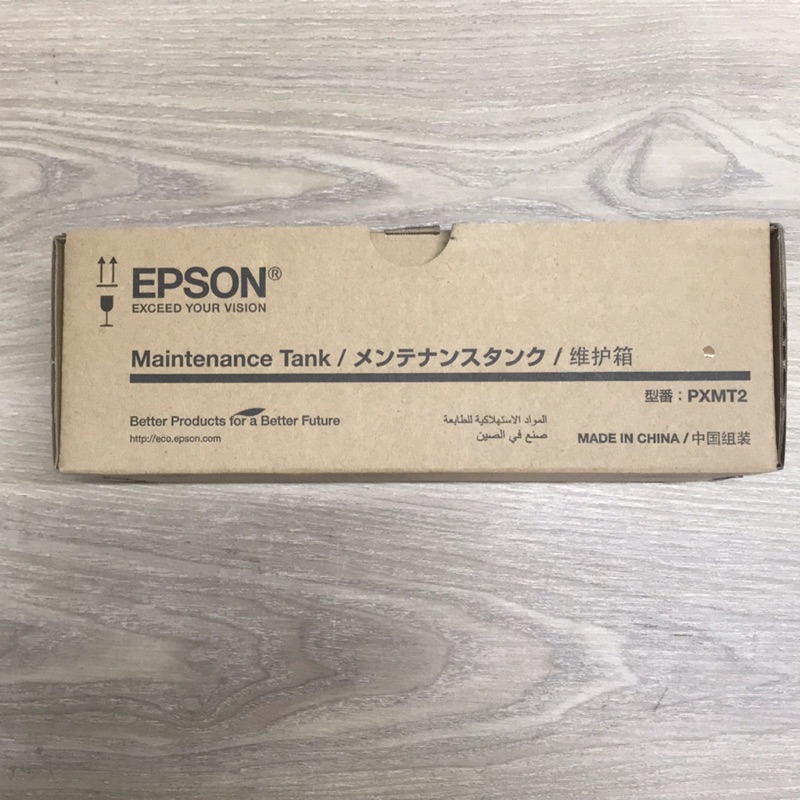 EPSON®
EXCEED YOUR VISION
Maintenance Tank / メンテナンスタンク / 维护箱
型番：PXMT2
Better Products for a Better Future
http://eco.epson.com
المواد الاستهلاكية للطابعة
صنع في الصين
MADE IN CHINA / 中国组装